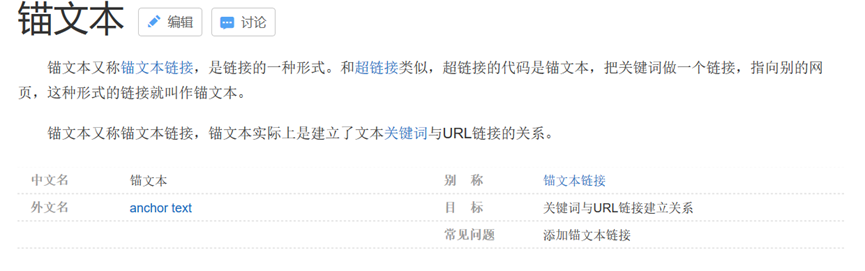 锚文本 编辑 讨论
锚文本又称锚文本链接，是链接的一种形式。和超链接类似，超链接的代码是锚文本，把关键词做一个链接，指向别的网
页，这种形式的链接就叫作锚文本。
锚文本又称锚文本链接，锚文本实际上是建立了文本关键词与URL链接的关系。
中文名 锚文本 别 称 锚文本链接
外文名 anchor text 目 标 关键词与URL链接建立关系
常见问题 添加锚文本链接